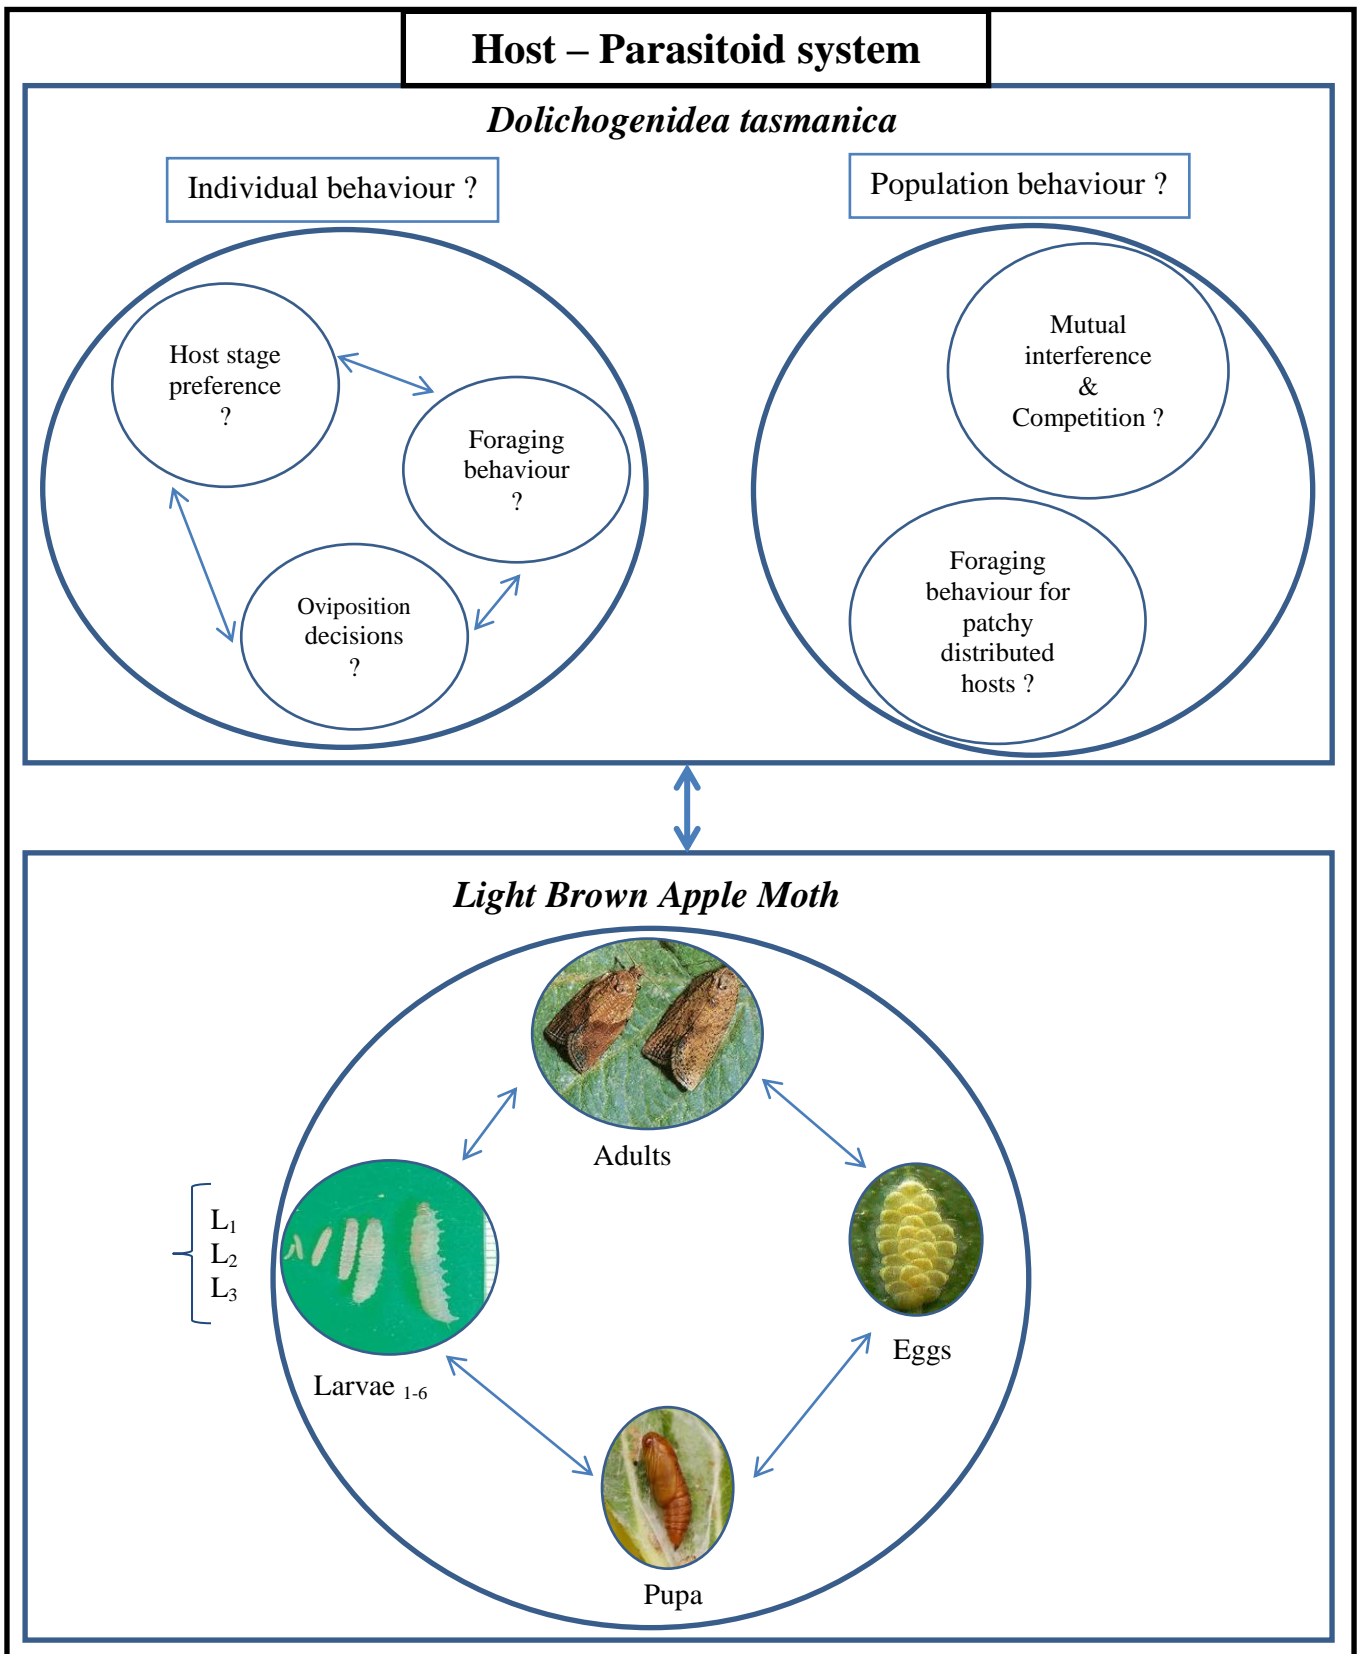 Host – Parasitoid system
Dolichogenidea tasmanica
Individual behaviour ?
Population behaviour ?
Host stage
preference
?
Foraging
behaviour
?
Oviposition
decisions
?
Mutual
interference
&
Competition ?
Foraging
behaviour for
patchy
distributed
hosts ?
Light Brown Apple Moth
Adults
L1
L2
L3
Larvae 1-6
Eggs
Pupa